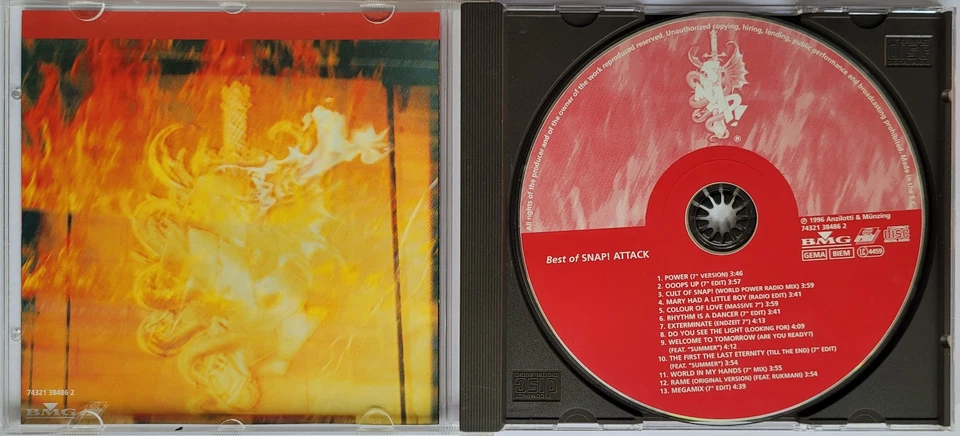 74321 38486 2
BMG
All rights of the producer and of the owner of the work reproduced reserved. Unauthorized copying, hiring, lending, public performance and broadcasting prohibited. Made in the E.C.
SNAP!
®
℗ 1996 Anzilotti & Münzing
74321 38486 2
BMG
GEMA BIEM LC 4459
Best of SNAP! ATTACK
1. POWER (7" VERSION) 3:46
2. OOOPS UP (7" EDIT) 3:57
3. CULT OF SNAP! (WORLD POWER RADIO MIX) 3:59
4. MARY HAD A LITTLE BOY (RADIO EDIT) 3:41
5. COLOUR OF LOVE (MASSIVE 7") 3:59
6. RHYTHM IS A DANCER (7" EDIT) 3:41
7. EXTERMINATE (ENDZEIT 7") 4:13
8. DO YOU SEE THE LIGHT (LOOKING FOR) 4:09
9. WELCOME TO TOMORROW (ARE YOU READY?)
(FEAT. "SUMMER") 4:12
10. THE FIRST THE LAST ETERNITY (TILL THE END) (7" EDIT)
(FEAT. "SUMMER") 3:54
11. WORLD IN MY HANDS (7" MIX) 3:55
12. RAME (ORIGINAL VERSION) (FEAT. RUKMANI) 3:54
13. MEGAMIX (7" EDIT) 4:39